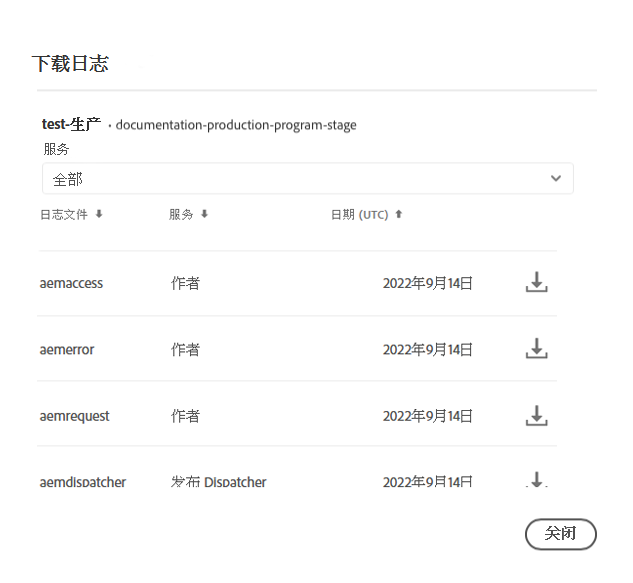 下载日志
test-生产 · documentation-production-program-stage
服务
全部
日志文件 服务 日期 (UTC)
aemaccess 作者 2022年9月14日
aemerror 作者 2022年9月14日
aemrequest 作者 2022年9月14日
aemdispatcher 发布 Dispatcher 2022年9月14日
关闭